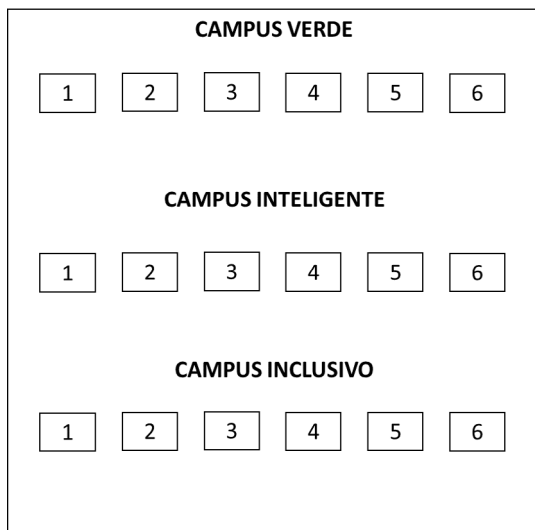 CAMPUS VERDE
1 2 3 4 5 6
CAMPUS INTELIGENTE
1 2 3 4 5 6
CAMPUS INCLUSIVO
1 2 3 4 5 6